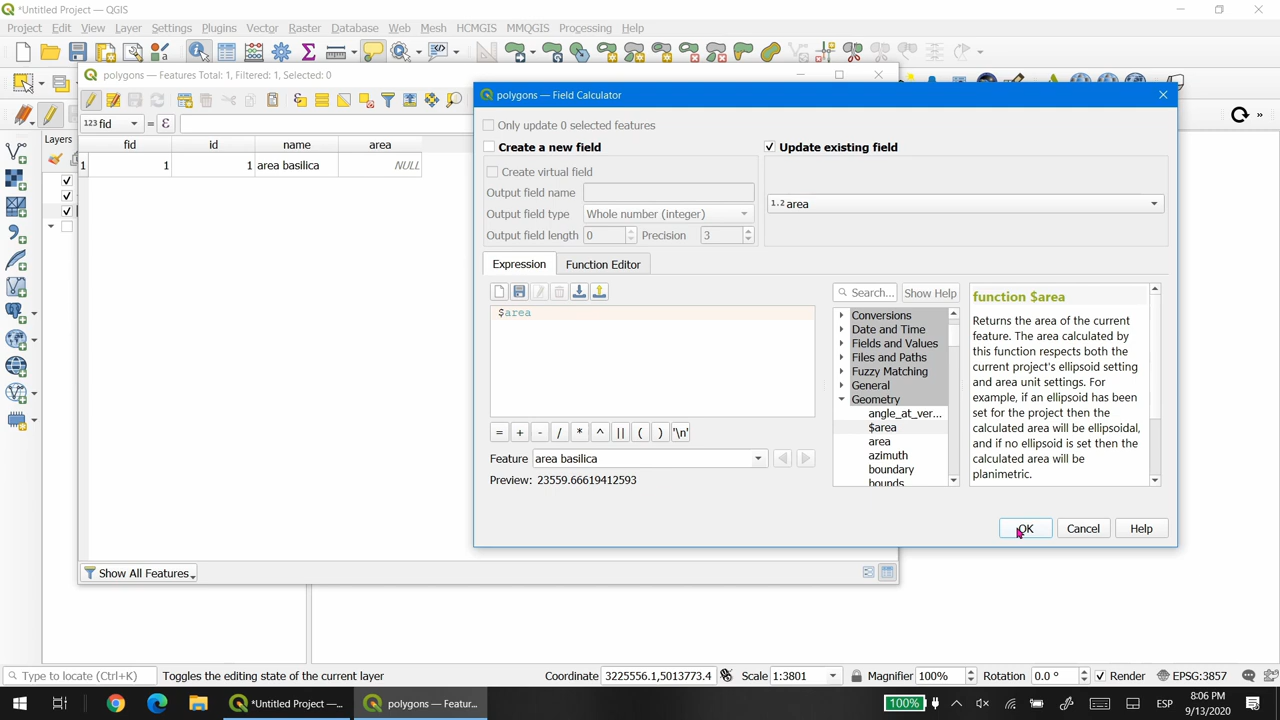 *Untitled Project — QGIS
Project Edit View Layer Settings Plugins Vector Raster Database Web Mesh HCMGIS MMQGIS Processing Help
polygons — Features Total: 1, Filtered: 1, Selected: 0
123 fid = ε
fid id name area
1 1 1 area basilica NULL
Layers
Show All Features
polygons — Field Calculator
Only update 0 selected features
Create a new field
Update existing field
Create virtual field
Output field name
1.2 area
Output field type Whole number (integer)
Output field length 0 Precision 3
Expression Function Editor
Search... Show Help
$area
Conversions
Date and Time
Fields and Values
Files and Paths
Fuzzy Matching
General
Geometry
angle_at_ver...
$area
area
azimuth
boundary
bounds
function $area
Returns the area of the current
feature. The area calculated by
this function respects both the
current project's ellipsoid setting
and area unit settings. For
example, if an ellipsoid has been
set for the project then the
calculated area will be ellipsoidal,
and if no ellipsoid is set then the
calculated area will be
planimetric.
= + - / * ^ || ( ) '\n'
Feature area basilica
Preview: 23559.66619412593
OK Cancel Help
Type to locate (Ctrl+K) Toggles the editing state of the current layer Coordinate 3225556.1,5013773.4 Scale 1:3801 Magnifier 100% Rotation 0.0 ° Render EPSG:3857
*Untitled Project —... polygons — Featur... 100% ESP 8:06 PM
9/13/2020